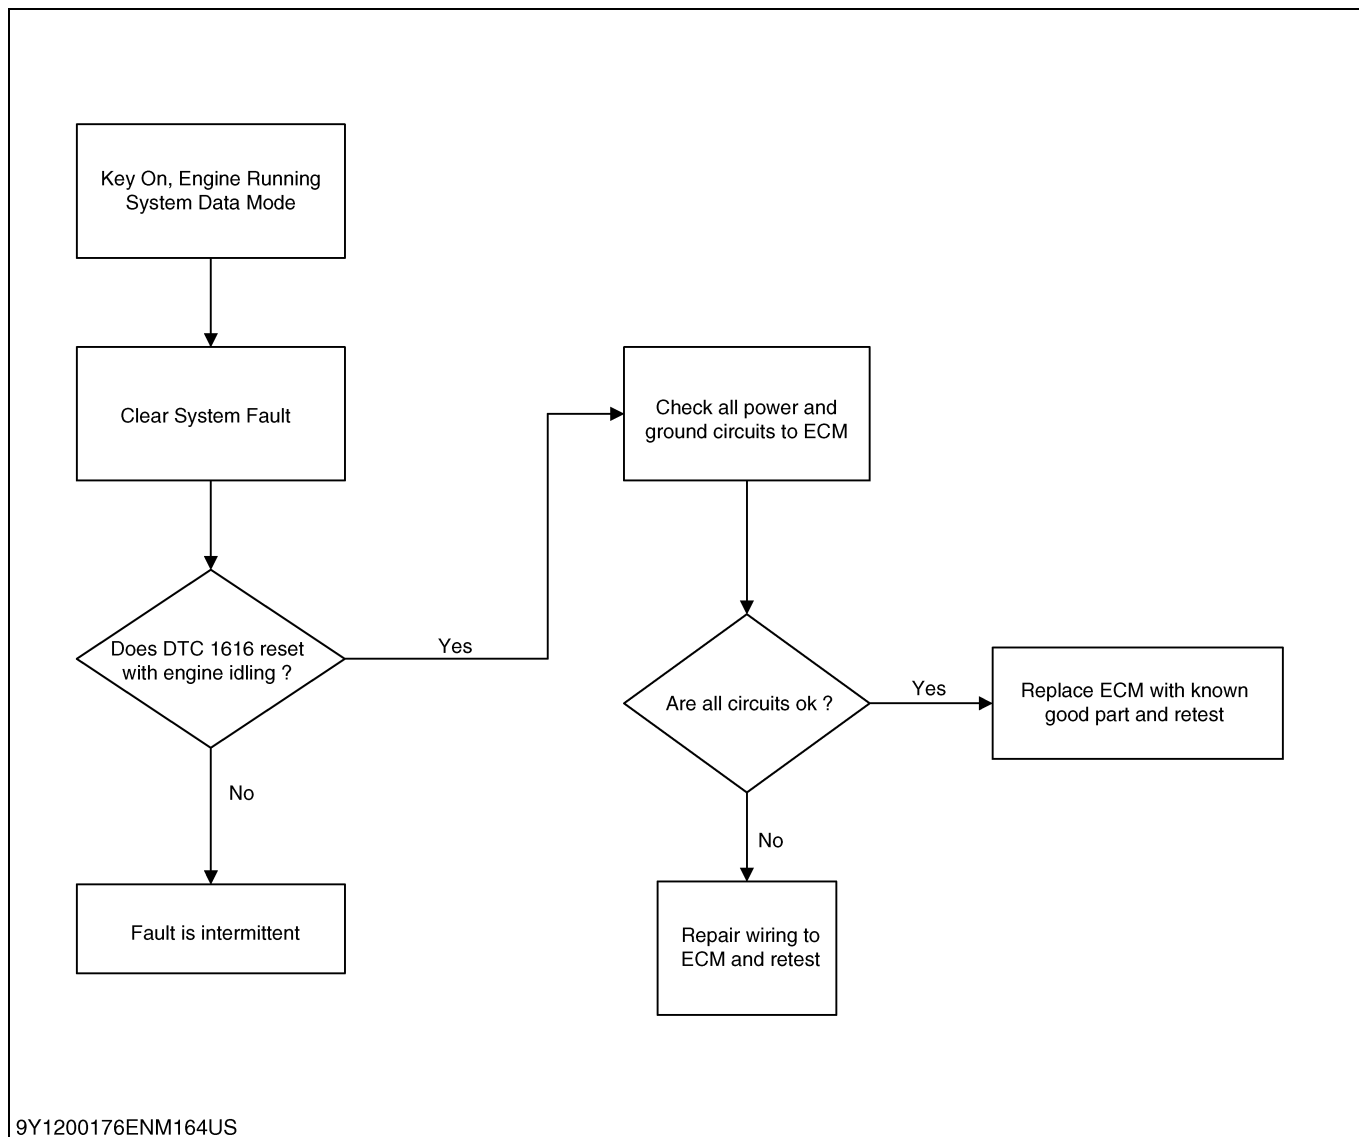 Key On, Engine Running
System Data Mode
Clear System Fault
Does DTC 1616 reset
with engine idling ?
Yes
No
Fault is intermittent
Check all power and
ground circuits to ECM
Are all circuits ok ?
Yes
Replace ECM with known
good part and retest
No
Repair wiring to
ECM and retest
9Y1200176ENM164US